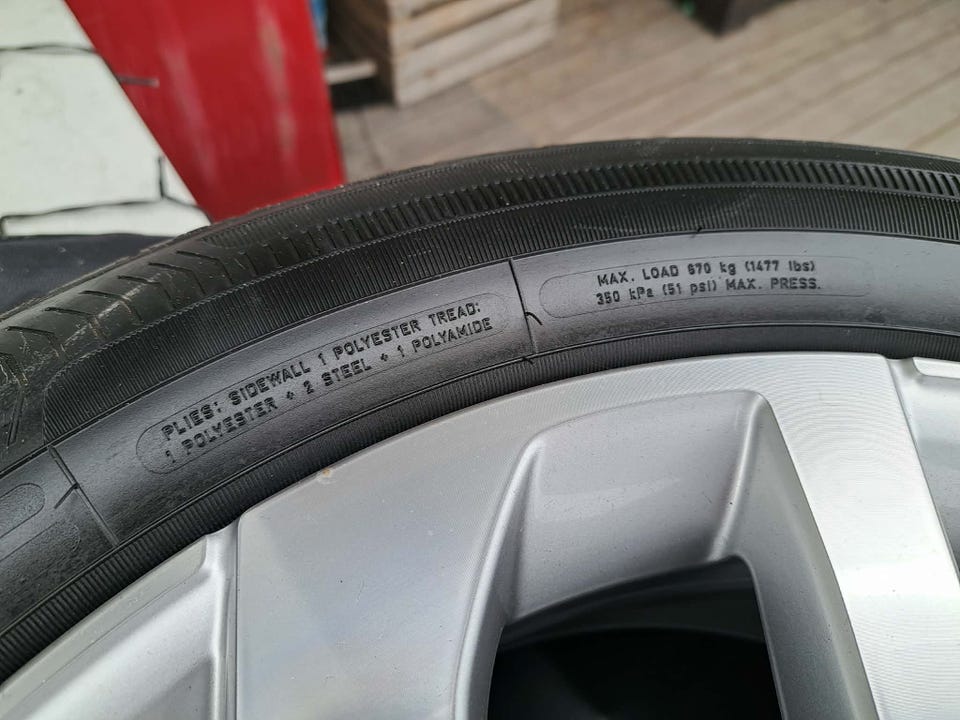 PLIES: SIDEWALL 1 POLYESTER TREAD:
1 POLYESTER + 2 STEEL + 1 POLYAMIDE
MAX. LOAD 670 kg (1477 lbs)
350 kPa (51 psi) MAX. PRESS.